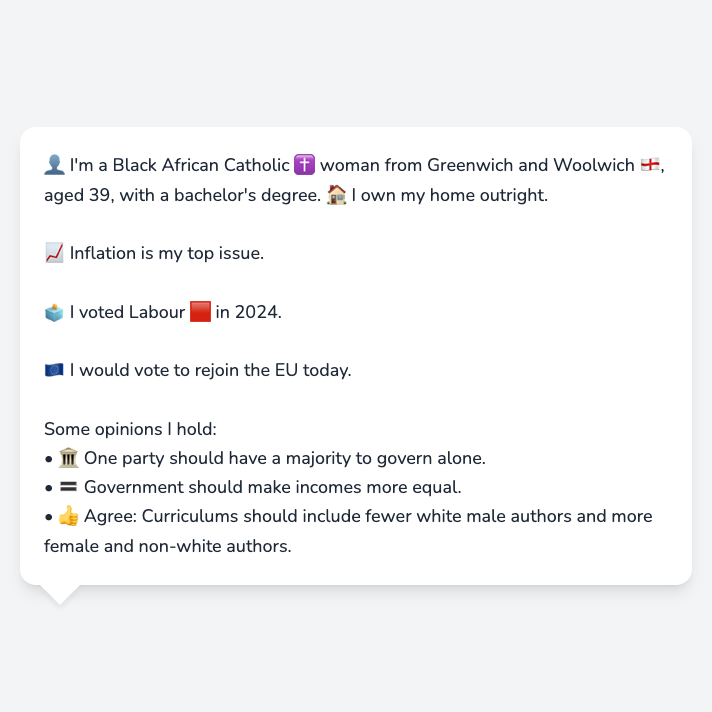 👤 I'm a Black African Catholic ✝️ woman from Greenwich and Woolwich 🏴󠁧󠁢󠁥󠁮󠁧󠁿,
aged 39, with a bachelor's degree. 🏠 I own my home outright.
📈 Inflation is my top issue.
🗳️ I voted Labour 🟥 in 2024.
🇪🇺 I would vote to rejoin the EU today.
Some opinions I hold:
• 🏛️ One party should have a majority to govern alone.
• 🟰 Government should make incomes more equal.
• 👍 Agree: Curriculums should include fewer white male authors and more
female and non-white authors.